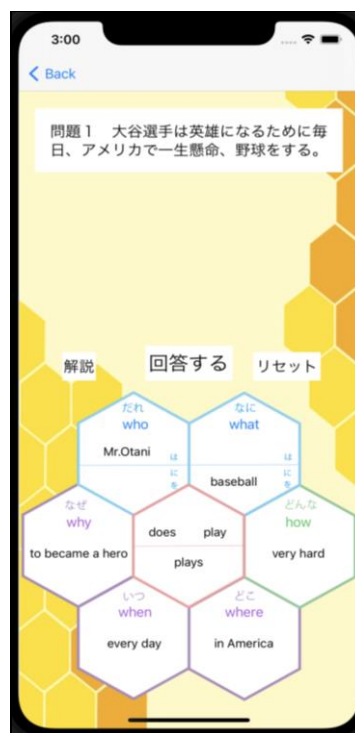 3:00
Back
問題1 大谷選手は英雄になるために毎
日、アメリカで一生懸命、野球をする。
解説
回答する
リセット
だれ
who
Mr.Otani
は
に
を
なに
what
は
に
を
baseball
なぜ
why
to became a hero
does play
plays
どんな
how
very hard
いつ
when
every day
どこ
where
in America